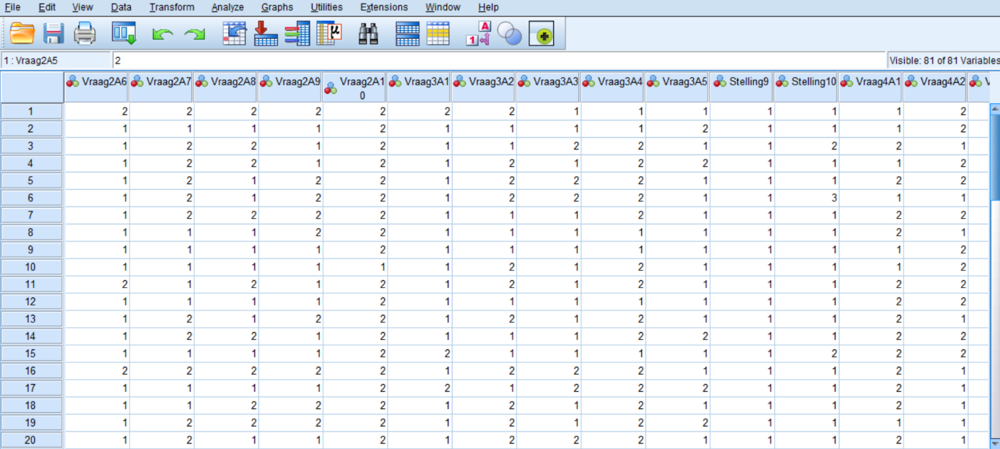 File Edit View Data Transform Analyze Graphs Utilities Extensions Window Help
A
1
μ
1 : Vraag2A5 2 Visible: 81 of 81 Variables
Vraag2A6 Vraag2A7 Vraag2A8 Vraag2A9 Vraag2A1 Vraag3A1 Vraag3A2 Vraag3A3 Vraag3A4 Vraag3A5 Stelling9 Stelling10 Vraag4A1 Vraag4A2 V
0
1 2 2 2 2 2 2 2 1 1 1 1 1 1 2
2 1 1 1 1 2 1 1 1 1 2 1 1 1 2
3 1 2 2 1 2 1 1 2 2 1 1 2 2 1
4 1 2 2 1 2 1 2 1 2 2 1 1 1 2
5 1 2 1 2 2 1 2 2 2 1 1 1 2 2
6 1 2 1 2 2 1 2 2 2 1 1 3 1 1
7 1 2 2 2 2 1 1 1 2 1 1 1 2 2
8 1 1 1 2 2 1 1 1 1 1 1 1 2 1
9 1 1 1 1 2 1 1 1 1 1 1 1 1 2
10 1 1 1 1 1 1 2 1 2 1 1 1 1 2
11 2 1 2 1 2 1 2 1 2 1 1 1 2 2
12 1 1 1 1 2 1 1 1 1 1 1 1 2 2
13 1 2 1 2 2 1 2 1 2 1 1 1 2 1
14 1 2 2 1 2 1 1 1 2 2 1 1 2 2
15 1 1 1 1 2 2 1 1 1 1 1 2 2 2
16 2 2 2 2 2 1 2 2 2 1 1 1 2 1
17 1 1 1 1 2 2 1 2 2 2 1 1 2 1
18 1 1 2 2 2 1 2 1 2 1 1 1 2 1
19 1 2 2 2 2 1 2 1 2 2 1 1 1 1
20 1 2 1 1 2 1 2 2 2 1 1 1 2 1